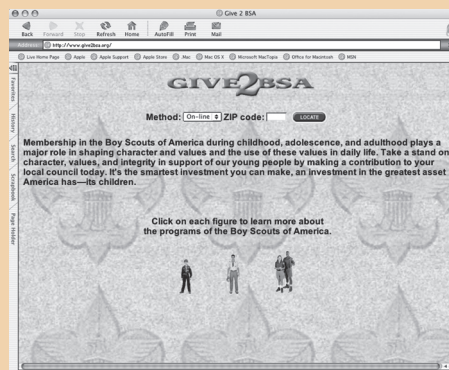 Give 2 BSA
Back Forward Stop Refresh Home AutoFill Print Mail
Address: http://www.give2bsa.org/
Live Home Page Apple Apple Support Apple Store .Mac Mac OS X Microsoft MacTopia Office for Macintosh MSN
Favorites
History
Search
Scrapbook
Page Holder
GIVE2BSA
Method: On-line ZIP code: LOCATE
Membership in the Boy Scouts of America during childhood, adolescence, and adulthood plays a
major role in shaping character and values and the use of these values in daily life. Take a stand on
character, values, and integrity in support of our young people by making a contribution to your
local council today. It's the smartest investment you can make, an investment in the greatest asset
America has—its children.
Click on each figure to learn more about
the programs of the Boy Scouts of America.